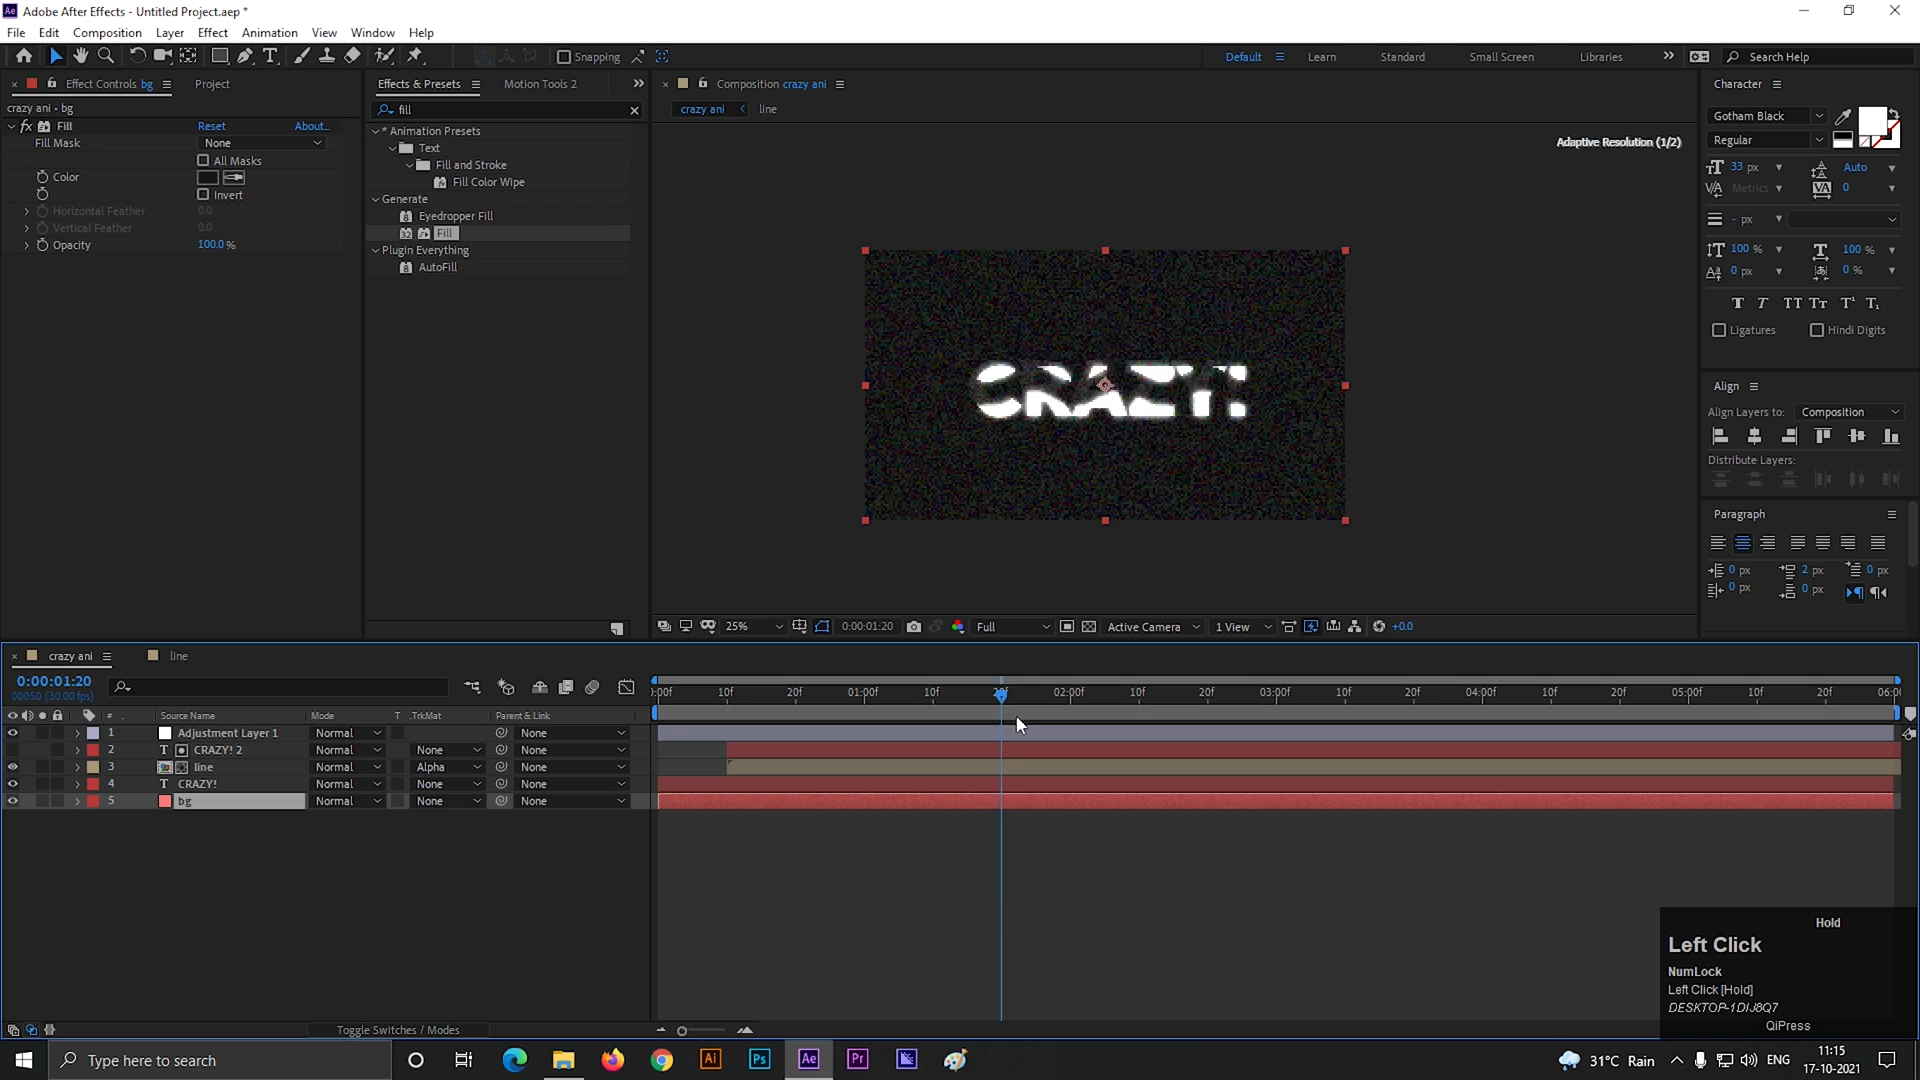 Adobe After Effects - Untitled Project.aep *
File Edit Composition Layer Effect Animation View Window Help
Snapping
Default Learn Standard Small Screen Libraries Search Help
Effect Controls bg Project
crazy ani • bg
fx Fill Reset About...
Fill Mask None
All Masks
Color
Invert
Horizontal Feather 0.0
Vertical Feather 0.0
Opacity 100.0 %
Effects & Presets Motion Tools 2
fill
* Animation Presets
Text
Fill and Stroke
Fill Color Wipe
Generate
Eyedropper Fill
Fill
Plugin Everything
AutoFill
Composition crazy ani
crazy ani line
Adaptive Resolution (1/2)
CRAZY!
25% 0:00:01:20 Full Active Camera 1 View +0.0
Character
Gotham Black
Regular
33 px Auto
Metrics 0
- px
100 % 100 %
0 px 0 %
Ligatures Hindi Digits
Align
Align Layers to: Composition
Distribute Layers:
Paragraph
0 px 2 px 0 px
0 px 0 px
crazy ani line
0:00:01:20
00050 (30.00 fps)
# Source Name Mode T .TrkMat Parent & Link
1 Adjustment Layer 1 Normal None
2 T CRAZY! 2 Normal None None
3 line Normal Alpha None
4 T CRAZY! Normal None None
5 bg Normal None None
:00f 10f 20f 01:00f 10f 20f 02:00f 10f 20f 03:00f 10f 20f 04:00f 10f 20f 05:00f 10f 20f 06:0
Toggle Switches / Modes
Hold
Left Click
NumLock
Left Click [Hold]
DESKTOP-1DIJ8Q7
QiPress
Type here to search
Ai Ps Ae Pr
31°C Rain ENG
11:15
17-10-2021